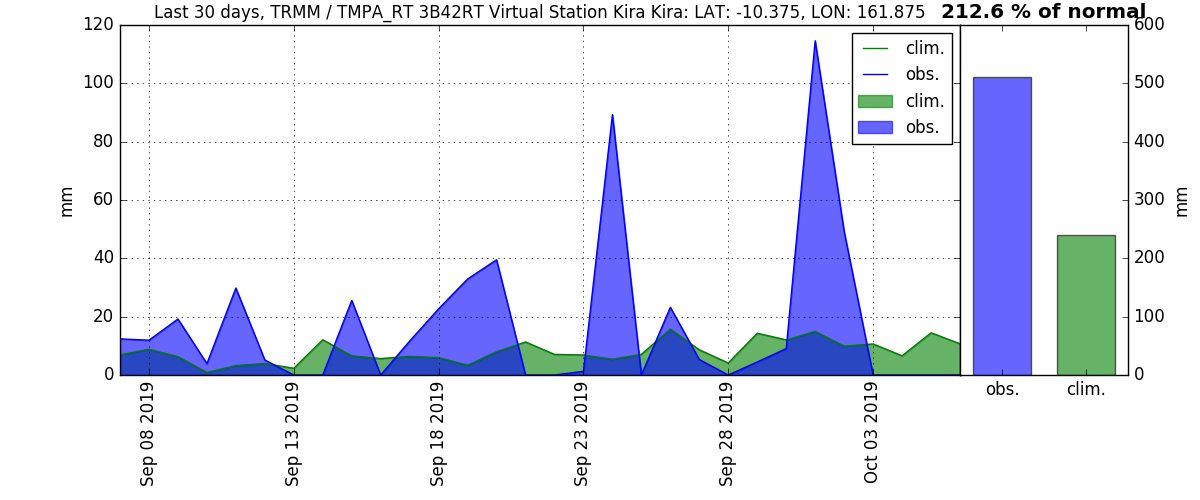 Last 30 days, TRMM / TMPA_RT 3B42RT Virtual Station Kira Kira: LAT: -10.375, LON: 161.875 212.6 % of normal
120
100
80
60
40
20
0
mm
clim.
obs.
clim.
obs.
Sep 08 2019
Sep 13 2019
Sep 18 2019
Sep 23 2019
Sep 28 2019
Oct 03 2019
600
500
400
300
200
100
0
mm
obs. clim.